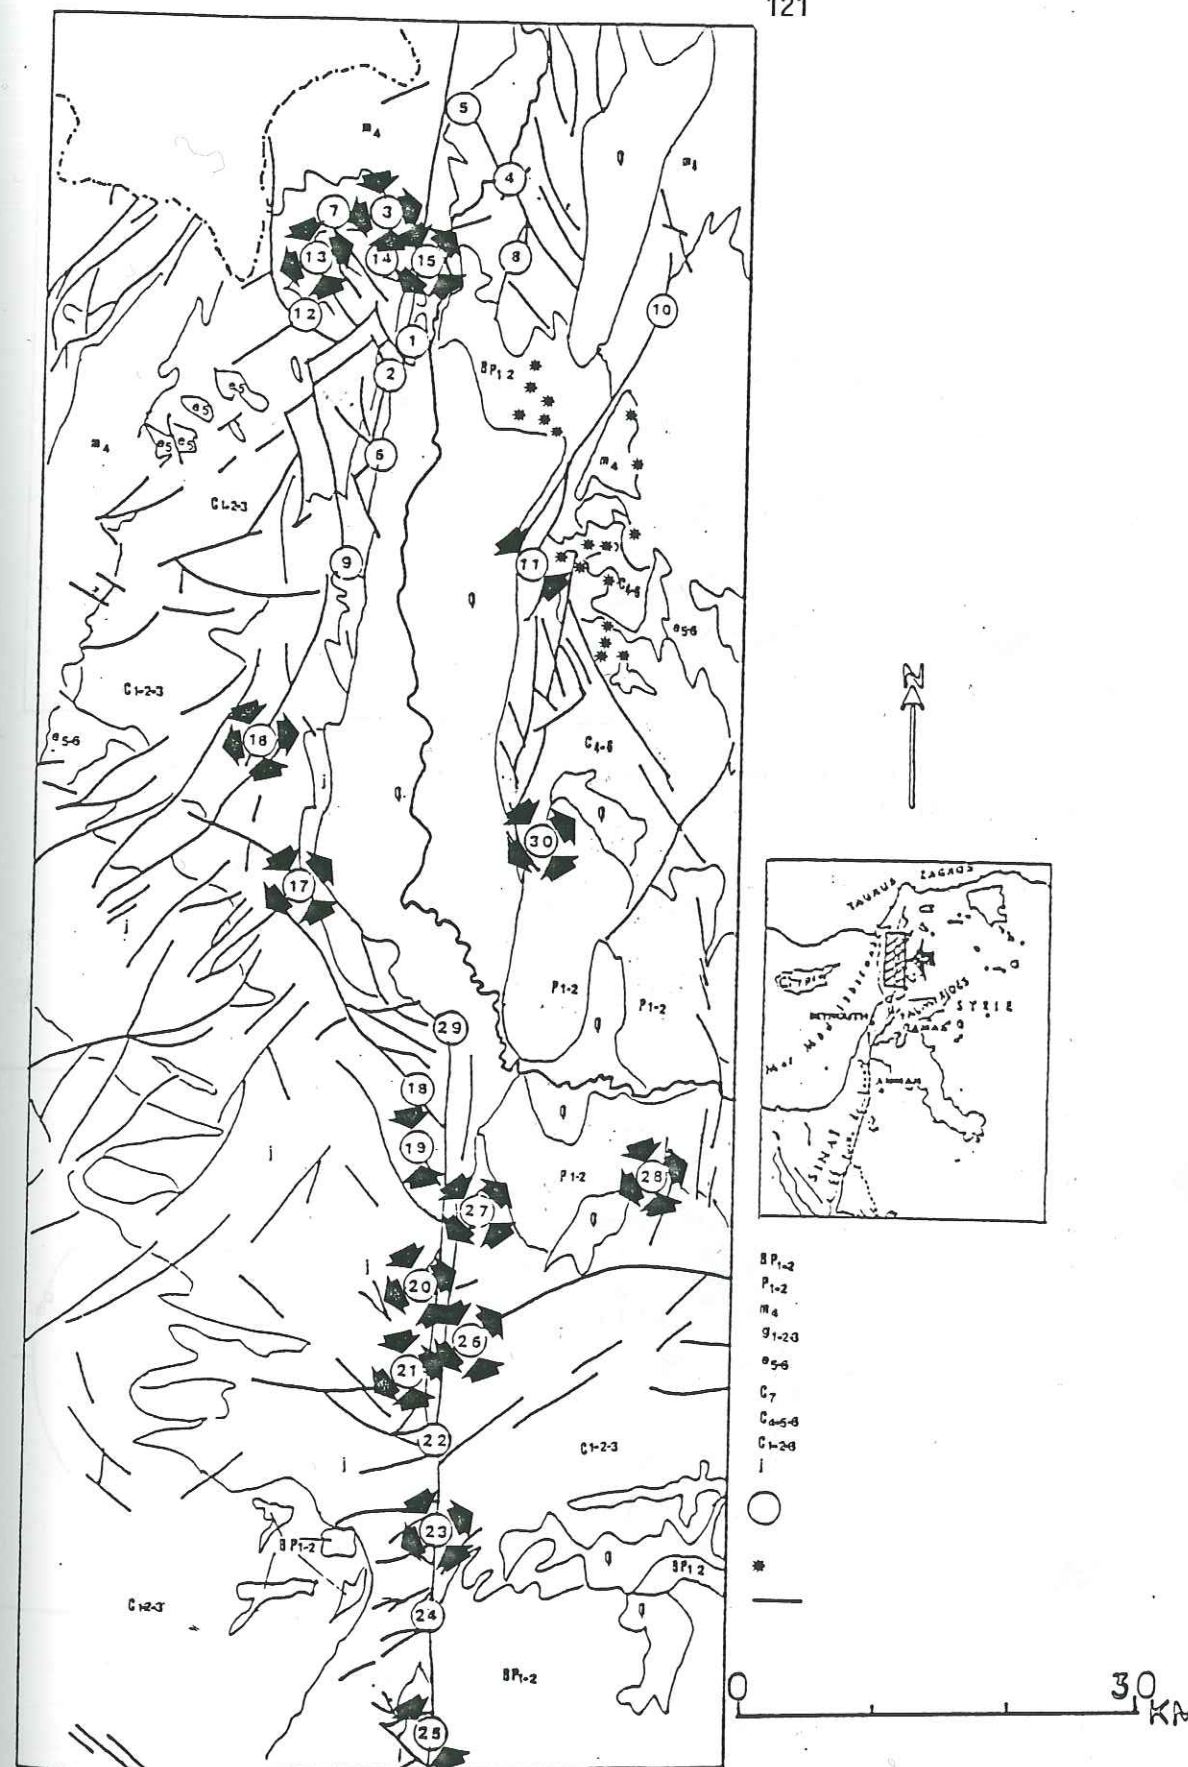 121
5
m4
4
Q
m4
7
3
13
14
15
8
12
10
1
2
BP1-2
e5
e5
e5
e5
m4
6
m4
C1-2-3
11
9
C4-6
Q
e5-6
C1-2-3
e5-6
16
C4-6
j
Q
Q
30
17
j
P1-2
P1-2
Q
29
18
Q
19
j
P1-2
28
27
Q
j
20
26
21
22
C1-2-3
j
23
BP1-2
Q
BP1-2
C1-2-3
24
Q
BP1-2
25
N
TAURUS
ZAGROS
BEYROUTH
SYRIE
DAMAS
AMMAN
SINAI
BP1-2
P1-2
m4
g1-2-3
e5-6
C7
C4-5-6
C1-2-3
j
0
30
KM